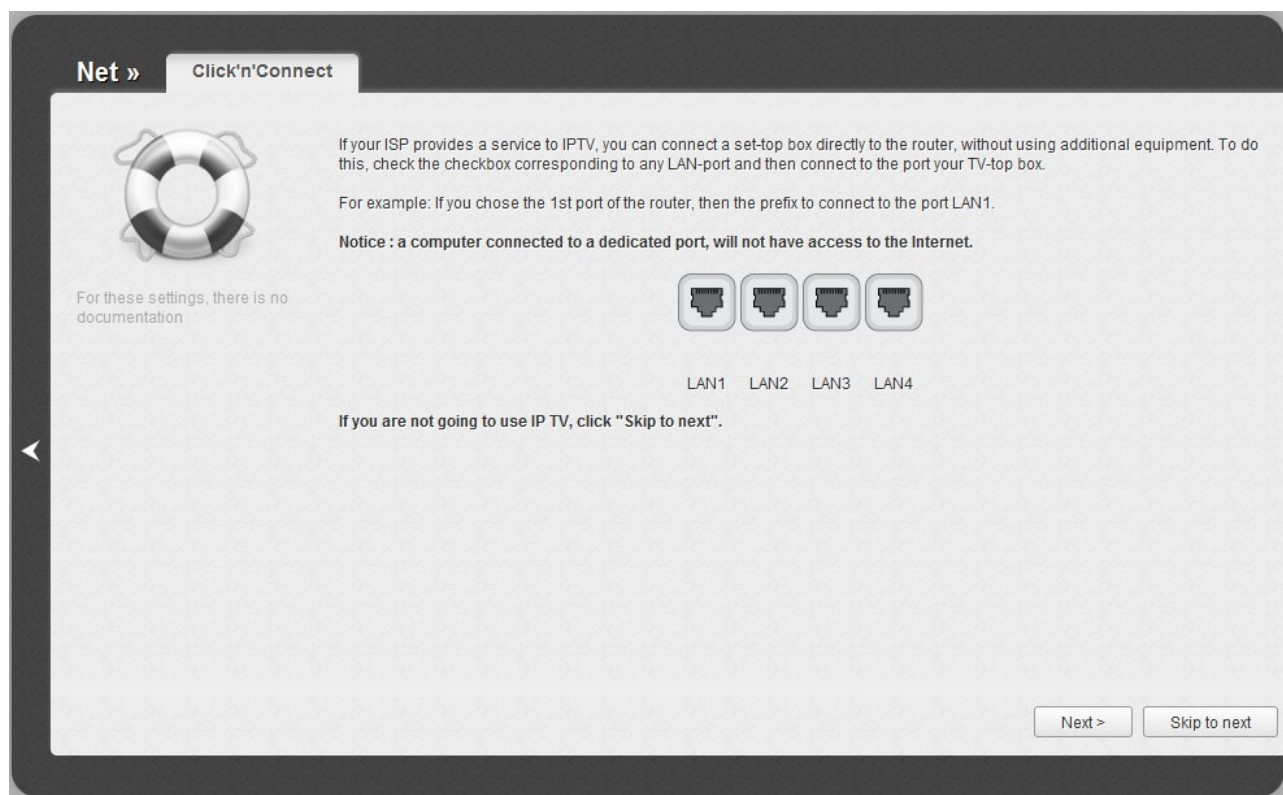 Net »
Click'n'Connect
If your ISP provides a service to IPTV, you can connect a set-top box directly to the router, without using additional equipment. To do
this, check the checkbox corresponding to any LAN-port and then connect to the port your TV-top box.
For example: If you chose the 1st port of the router, then the prefix to connect to the port LAN1.
Notice : a computer connected to a dedicated port, will not have access to the Internet.
For these settings, there is no
documentation
LAN1 LAN2 LAN3 LAN4
If you are not going to use IP TV, click "Skip to next".
Next >
Skip to next